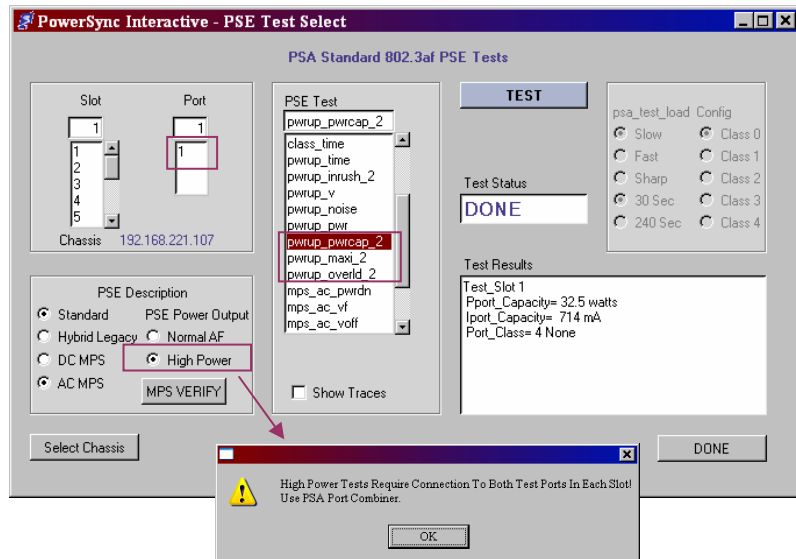 PowerSync Interactive - PSE Test Select
PSA Standard 802.3af PSE Tests
Slot
Port
1
1
1
2
3
4
5
1
Chassis 192.168.221.107
PSE Description
Standard
Hybrid Legacy
DC MPS
AC MPS
PSE Power Output
Normal AF
High Power
MPS VERIFY
Select Chassis
PSE Test
pwrup_pwrcap_2
class_time
pwrup_time
pwrup_inrush_2
pwrup_v
pwrup_noise
pwrup_pwr
pwrup_pwrcap_2
pwrup_maxi_2
pwrup_overld_2
mps_ac_pwrdn
mps_ac_vf
mps_ac_voff
Show Traces
TEST
Test Status
DONE
psa_test_load Config
Slow Class 0
Fast Class 1
Sharp Class 2
30 Sec Class 3
240 Sec Class 4
Test Results
Test_Slot 1
Pport_Capacity= 32.5 watts
Iport_Capacity= 714 mA
Port_Class= 4 None
DONE
High Power Tests Require Connection To Both Test Ports In Each Slot!
Use PSA Port Combiner.
OK